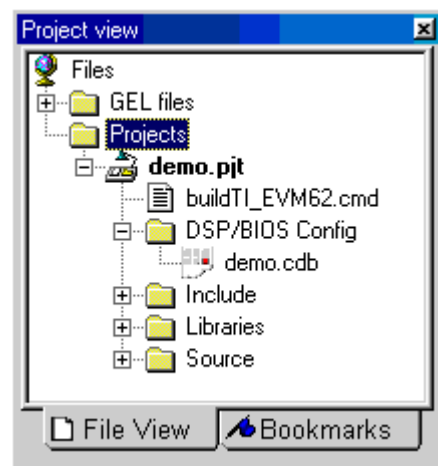 Project view
Files
GEL files
Projects
demo.pjt
buildTI_EVM62.cmd
DSP/BIOS Config
demo.cdb
Include
Libraries
Source
File View Bookmarks